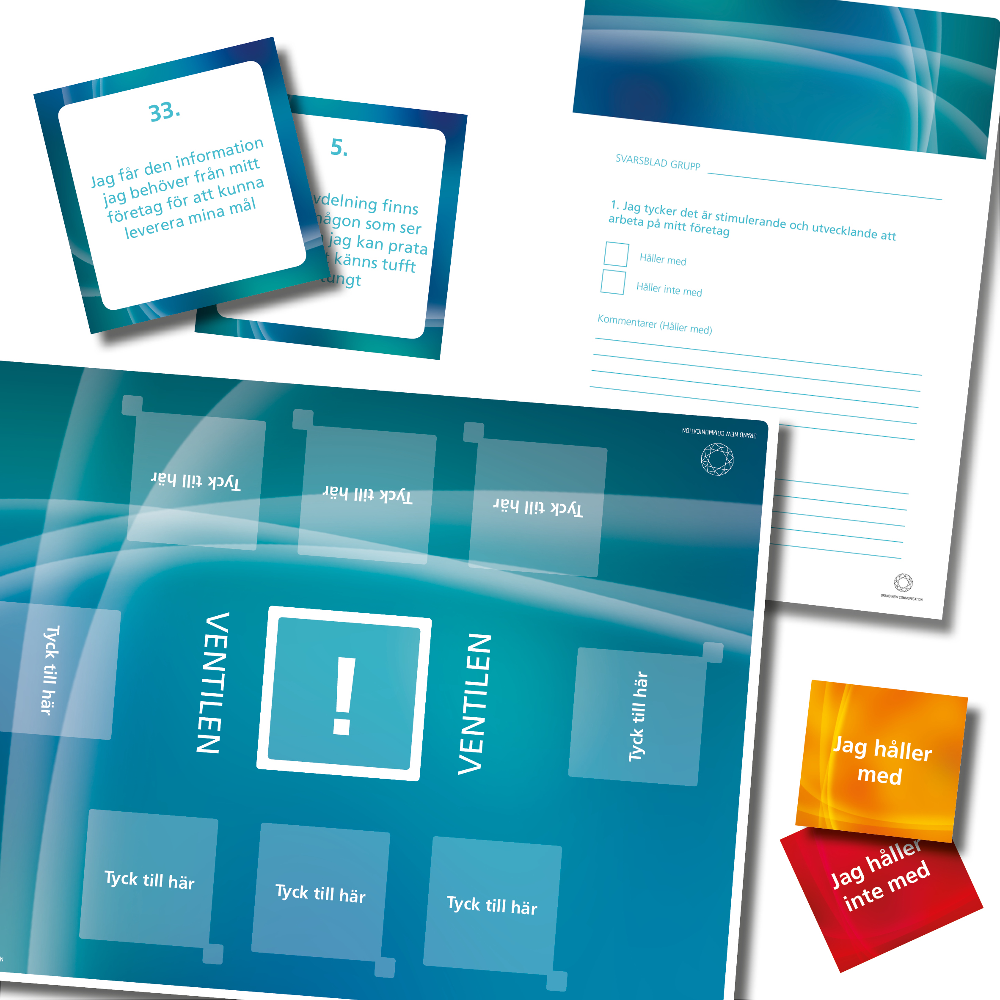 33.
Jag får den information
jag behöver från mitt
företag för att kunna
leverera mina mål
5.
finns
som ser
jag kan prata
känns tufft
tungt
SVARSBLAD GRUPP
1. Jag tycker det är stimulerande och utvecklande att
arbeta på mitt företag
Håller med
Håller inte med
Kommentarer (Håller med)
BRAND NEW COMMUNICATION
BRAND NEW COMMUNICATION
Tyck till här
Tyck till här
Tyck till här
Tyck till här
VENTILEN
!
VENTILEN
Tyck till här
Tyck till här
Tyck till här
Tyck till här
Jag håller
med
Jag håller
inte med